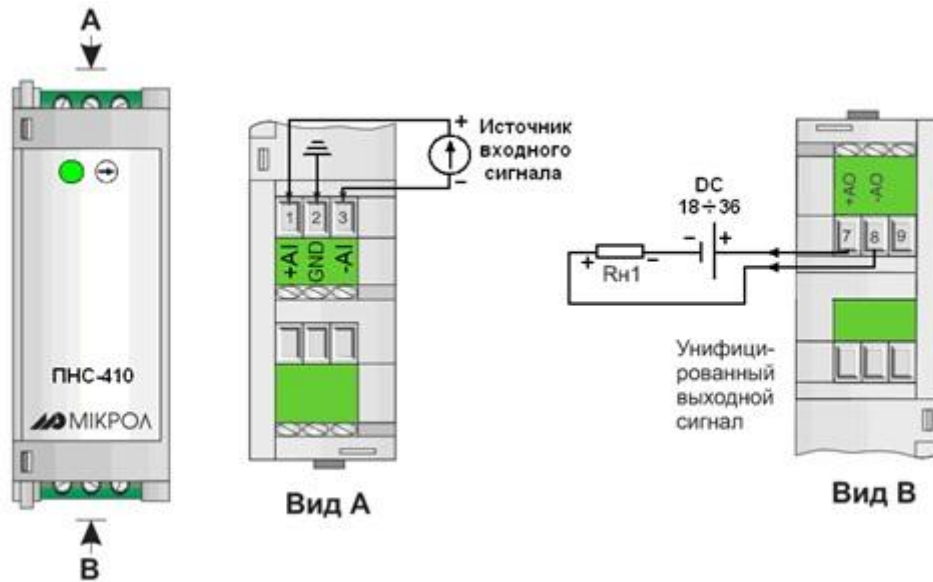 A
ПНС-410
МІКРОЛ
B
+
Источник
входного
сигнала
−
1 2 3
+AI GND -AI
Вид А
DC
18÷36
− +
+ −
Rн1
+AO -AO
7 8 9
Унифици-
рованный
выходной
сигнал
Вид В